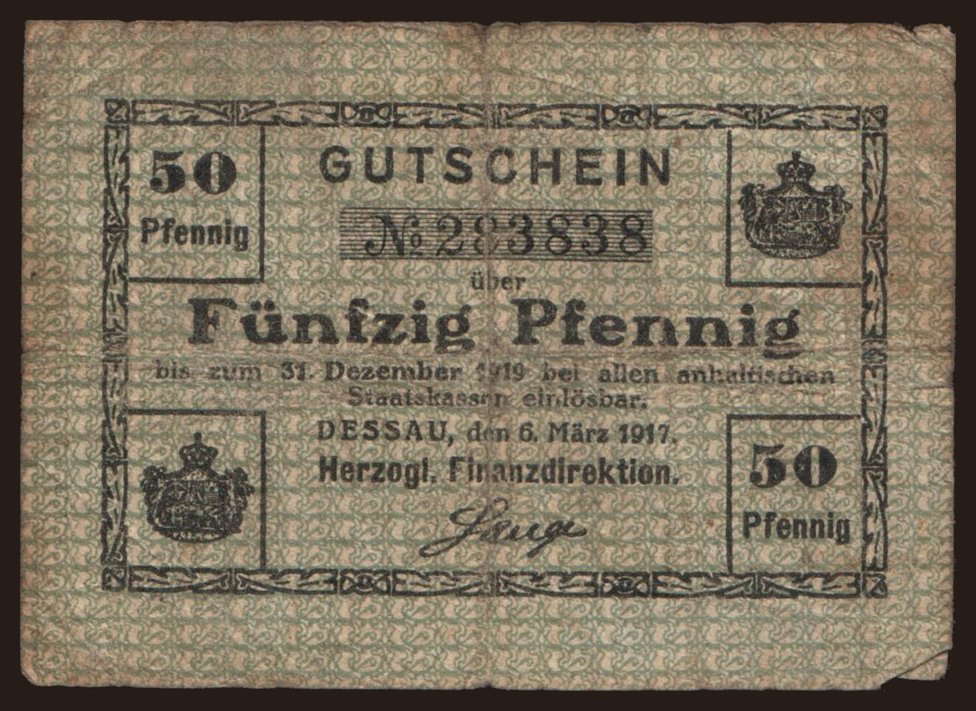 50
Pfennig
GUTSCHEIN
№ 283838
über
Fünfzig Pfennig
bis zum 31. Dezember 1919 bei allen anhaltischen
Staatskassen einlösbar.
DESSAU, den 6. März 1917.
Herzogl. Finanzdirektion.
Lange
50
Pfennig